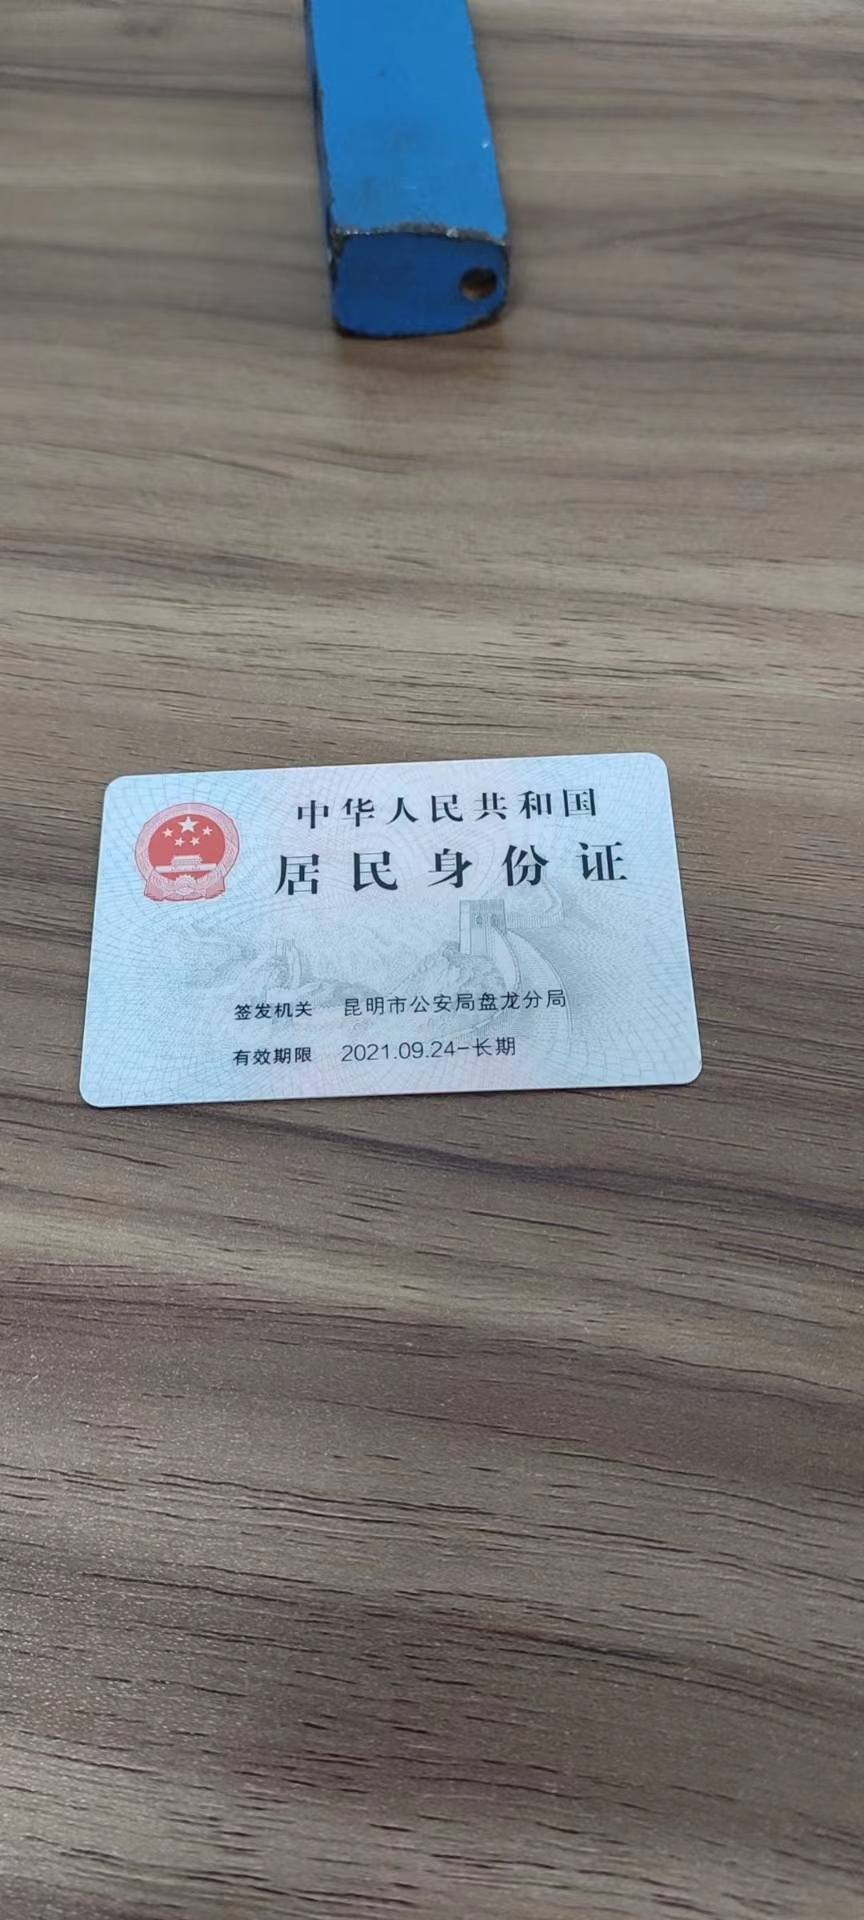 中华人民共和国
居民身份证
签发机关 昆明市公安局盘龙分局
有效期限 2021.09.24-长期